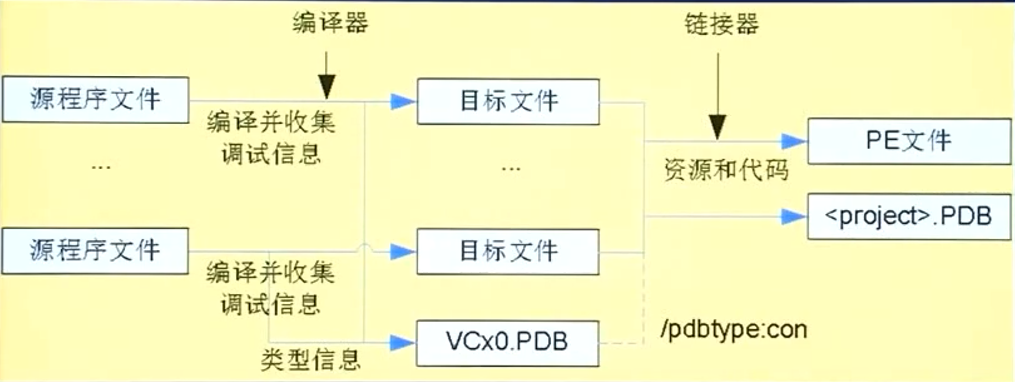 编译器
链接器
源程序文件
目标文件
编译并收集
调试信息
PE文件
...
...
资源和代码
<project>.PDB
源程序文件
目标文件
编译并收集
调试信息
VCx0.PDB
/pdbtype:con
类型信息